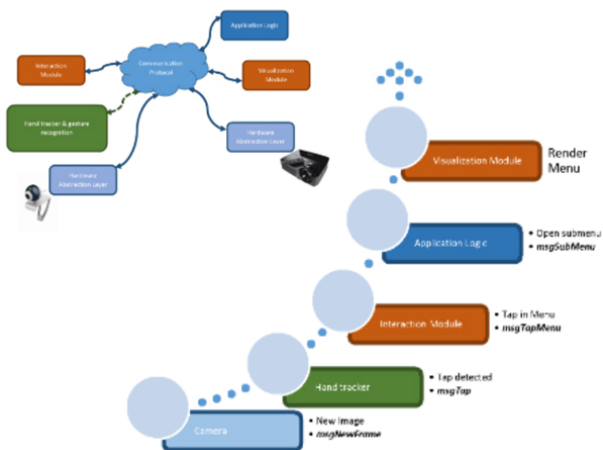 Application
Logic
Interaction
Module
Communication
Protocol
Visualization
Module
Hand tracker & gesture
recognition
Hardware
Abstraction Layer
Hardware
Abstraction Layer
Visualization Module
Render
Menu
Application Logic
• Open submenu
• msgSubMenu
Interaction Module
• Tap in Menu
• msgTapMenu
Hand tracker
• Tap detected
• msgTap
Camera
• New Image
• msgNewFrame